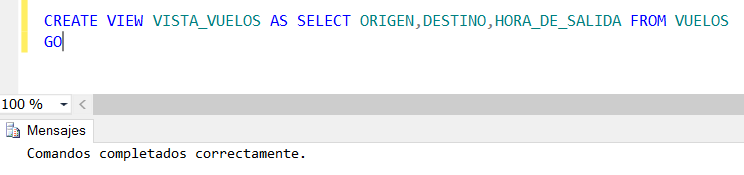 CREATE VIEW VISTA_VUELOS AS SELECT ORIGEN,DESTINO,HORA_DE_SALIDA FROM VUELOS
GO
100 %
Mensajes
Comandos completados correctamente.